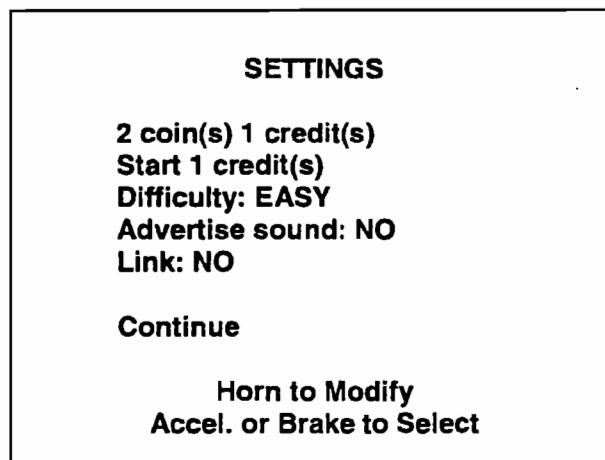 SETTINGS
2 coin(s) 1 credit(s)
Start 1 credit(s)
Difficulty: EASY
Advertise sound: NO
Link: NO
Continue
Horn to Modify
Accel. or Brake to Select